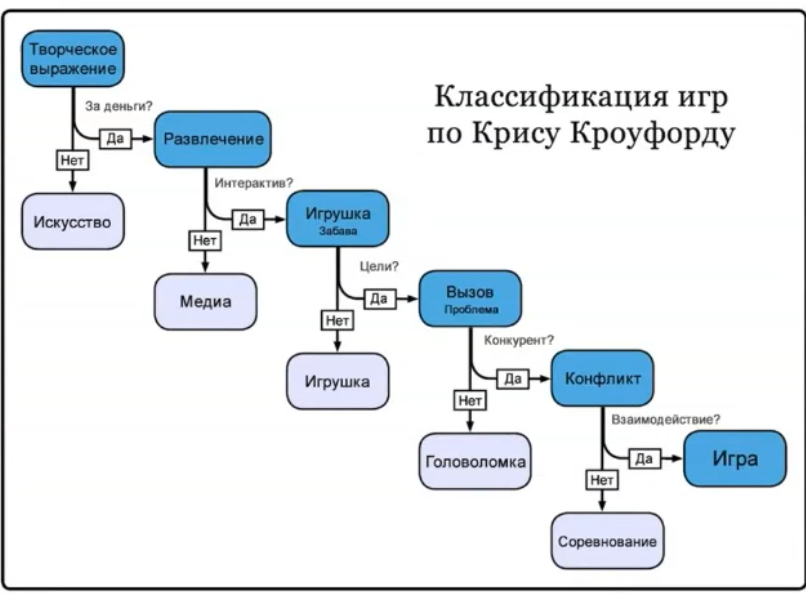 Творческое
выражение
Классификация игр
по Крису Кроуфорду
За деньги?
Да
Развлечение
Нет
Интерактив?
Искусство
Да
Игрушка
Забава
Нет
Цели?
Медиа
Да
Вызов
Проблема
Нет
Конкурент?
Игрушка
Да
Конфликт
Нет
Взаимодействие?
Головоломка
Да
Игра
Нет
Соревнование